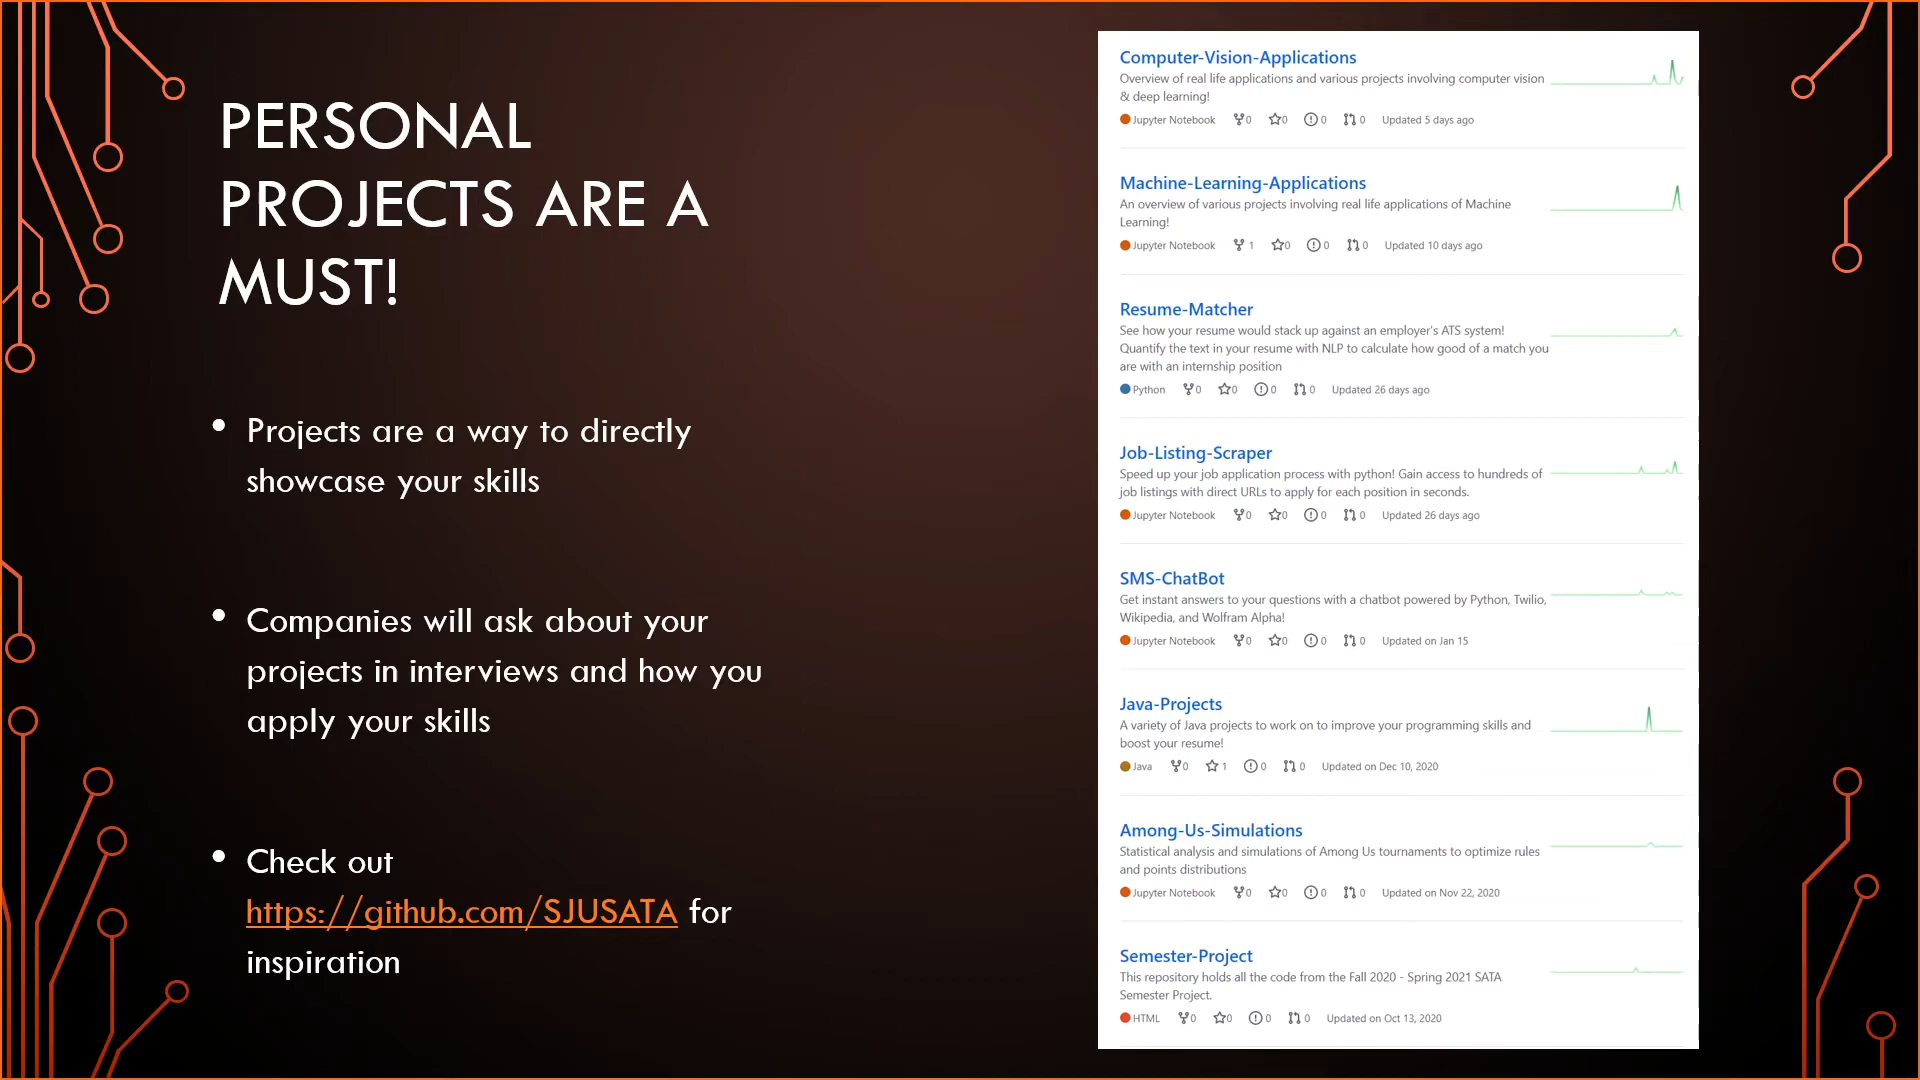 PERSONAL
PROJECTS ARE A
MUST!
• Projects are a way to directly
showcase your skills
• Companies will ask about your
projects in interviews and how you
apply your skills
• Check out
https://github.com/SJUSATA for
inspiration
Computer-Vision-Applications
Overview of real life applications and various projects involving computer vision
& deep learning!
Jupyter Notebook 0 0 0 0 Updated 5 days ago
Machine-Learning-Applications
An overview of various projects involving real life applications of Machine
Learning!
Jupyter Notebook 1 0 0 0 Updated 10 days ago
Resume-Matcher
See how your resume would stack up against an employer's ATS system!
Quantify the text in your resume with NLP to calculate how good of a match you
are with an internship position
Python 0 0 0 0 Updated 26 days ago
Job-Listing-Scraper
Speed up your job application process with python! Gain access to hundreds of
job listings with direct URLs to apply for each position in seconds.
Jupyter Notebook 0 0 0 0 Updated 26 days ago
SMS-ChatBot
Get instant answers to your questions with a chatbot powered by Python, Twilio,
Wikipedia, and Wolfram Alpha!
Jupyter Notebook 0 0 0 0 Updated on Jan 15
Java-Projects
A variety of Java projects to work on to improve your programming skills and
boost your resume!
Java 0 1 0 0 Updated on Dec 10, 2020
Among-Us-Simulations
Statistical analysis and simulations of Among Us tournaments to optimize rules
and points distributions
Jupyter Notebook 0 0 0 0 Updated on Nov 22, 2020
Semester-Project
This repository holds all the code from the Fall 2020 - Spring 2021 SATA
Semester Project.
HTML 0 0 0 0 Updated on Oct 13, 2020